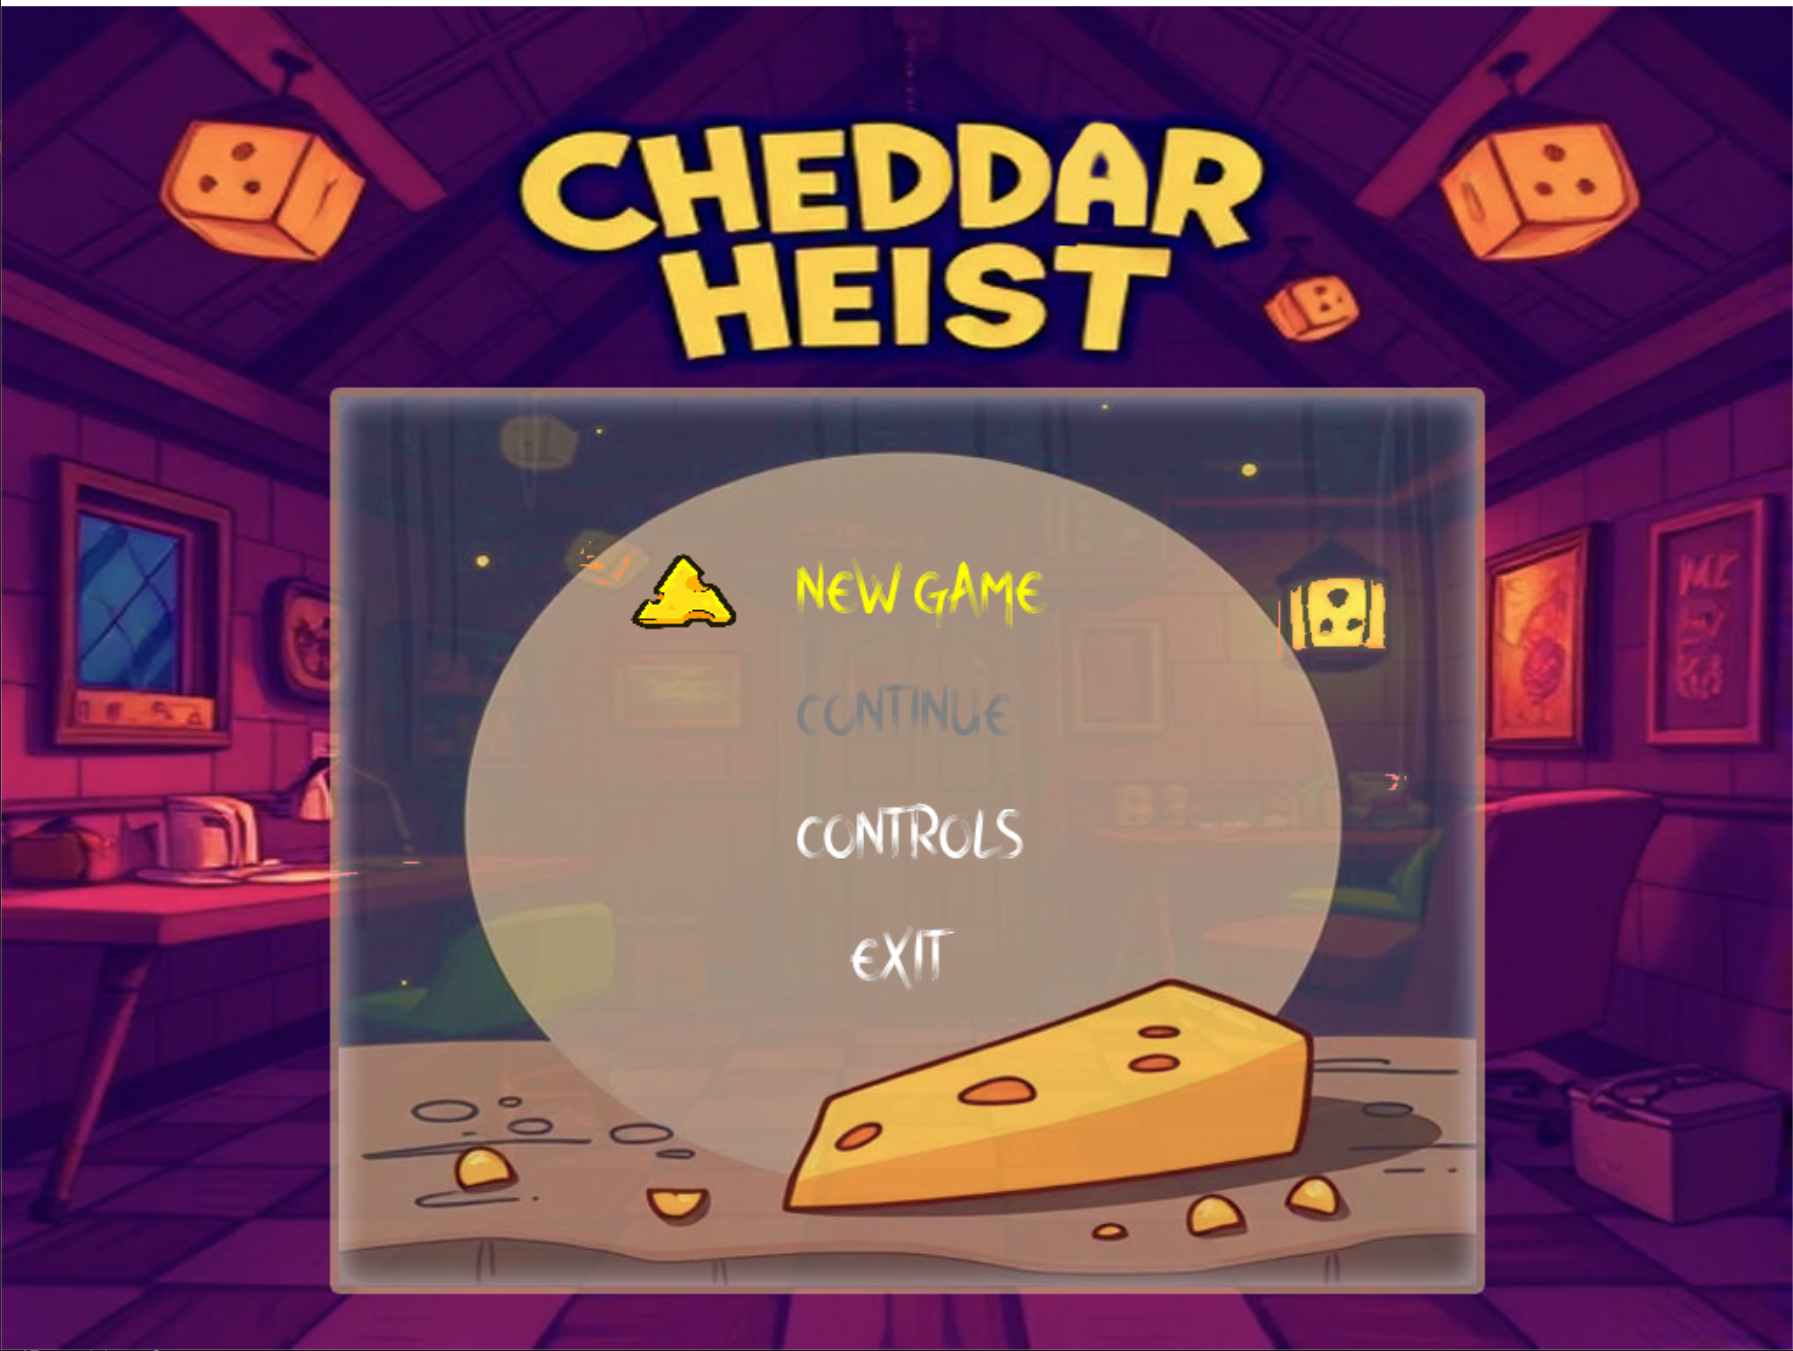 CHEDDAR
HEIST
NEW GAME
CONTINUE
CONTROLS
EXIT